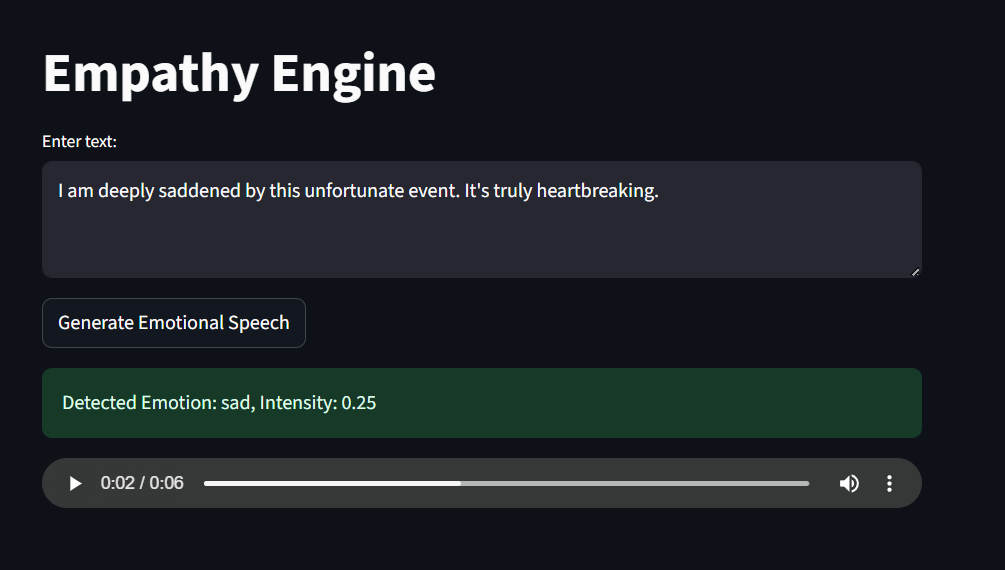 Empathy Engine
Enter text:
I am deeply saddened by this unfortunate event. It's truly heartbreaking.
Generate Emotional Speech
Detected Emotion: sad, Intensity: 0.25
0:02 / 0:06